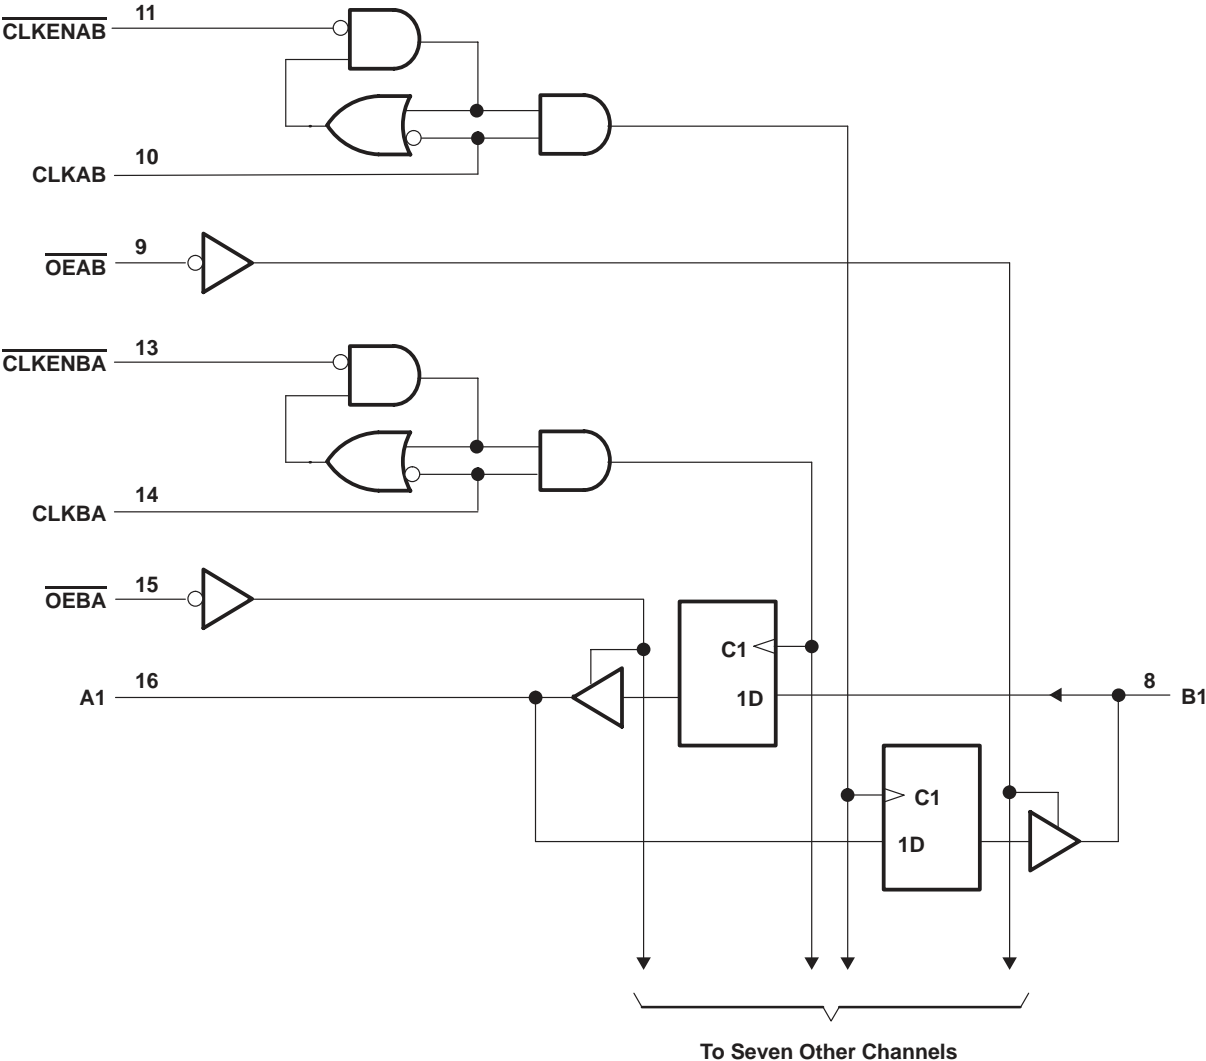 11
CLKENAB
10
CLKAB
9
OEAB
13
CLKENBA
14
CLKBA
15
OEBA
C1
16
8
A1
1D
B1
C1
1D
To Seven Other Channels